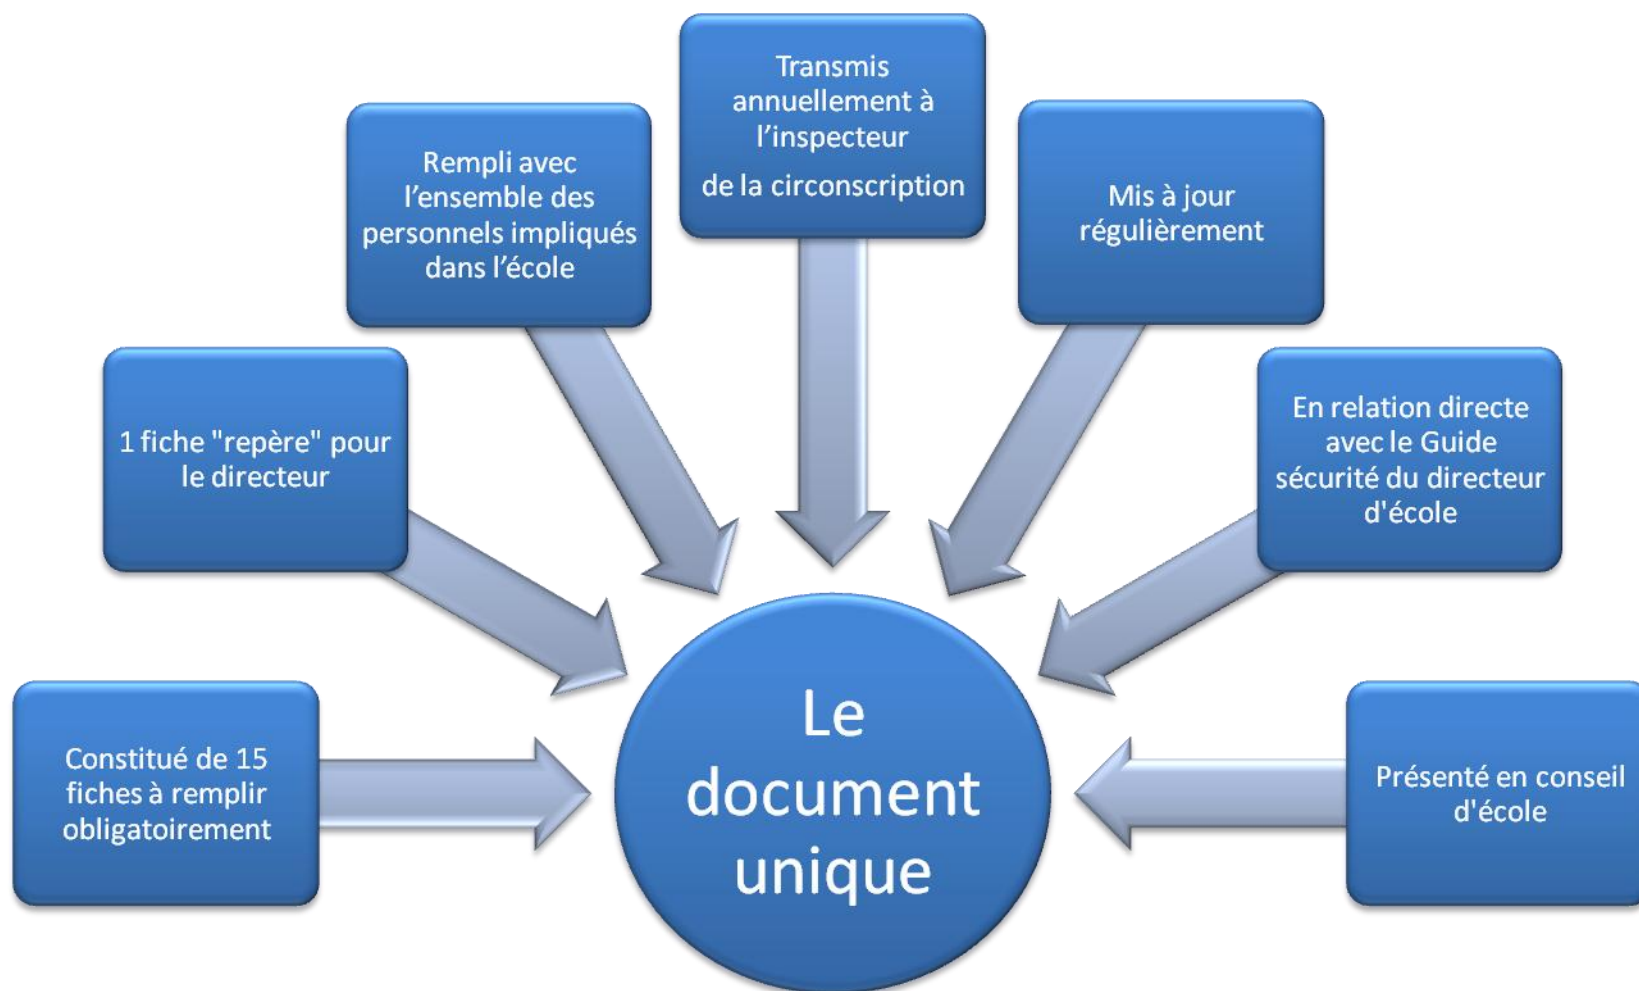 Transmis
annuellement à
l’inspecteur
de la circonscription
Rempli avec
l’ensemble des
personnels impliqués
dans l’école
Mis à jour
régulièrement
1 fiche "repère" pour
le directeur
En relation directe
avec le Guide
sécurité du directeur
d'école
Constitué de 15
fiches à remplir
obligatoirement
Le
document
unique
Présenté en conseil
d'école